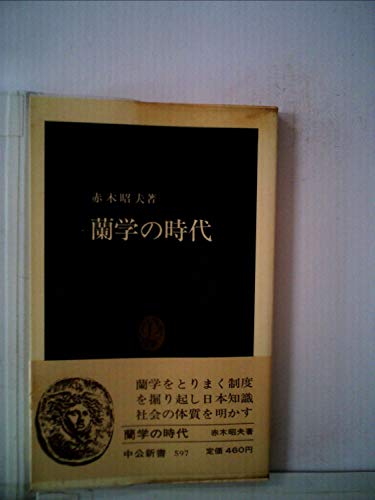 赤木昭夫著
蘭学の時代
蘭学をとりまく制度
を掘り起し日本知識
社会の体質を明かす
蘭学の時代 赤木昭夫著
中公新書 597 定価 460円